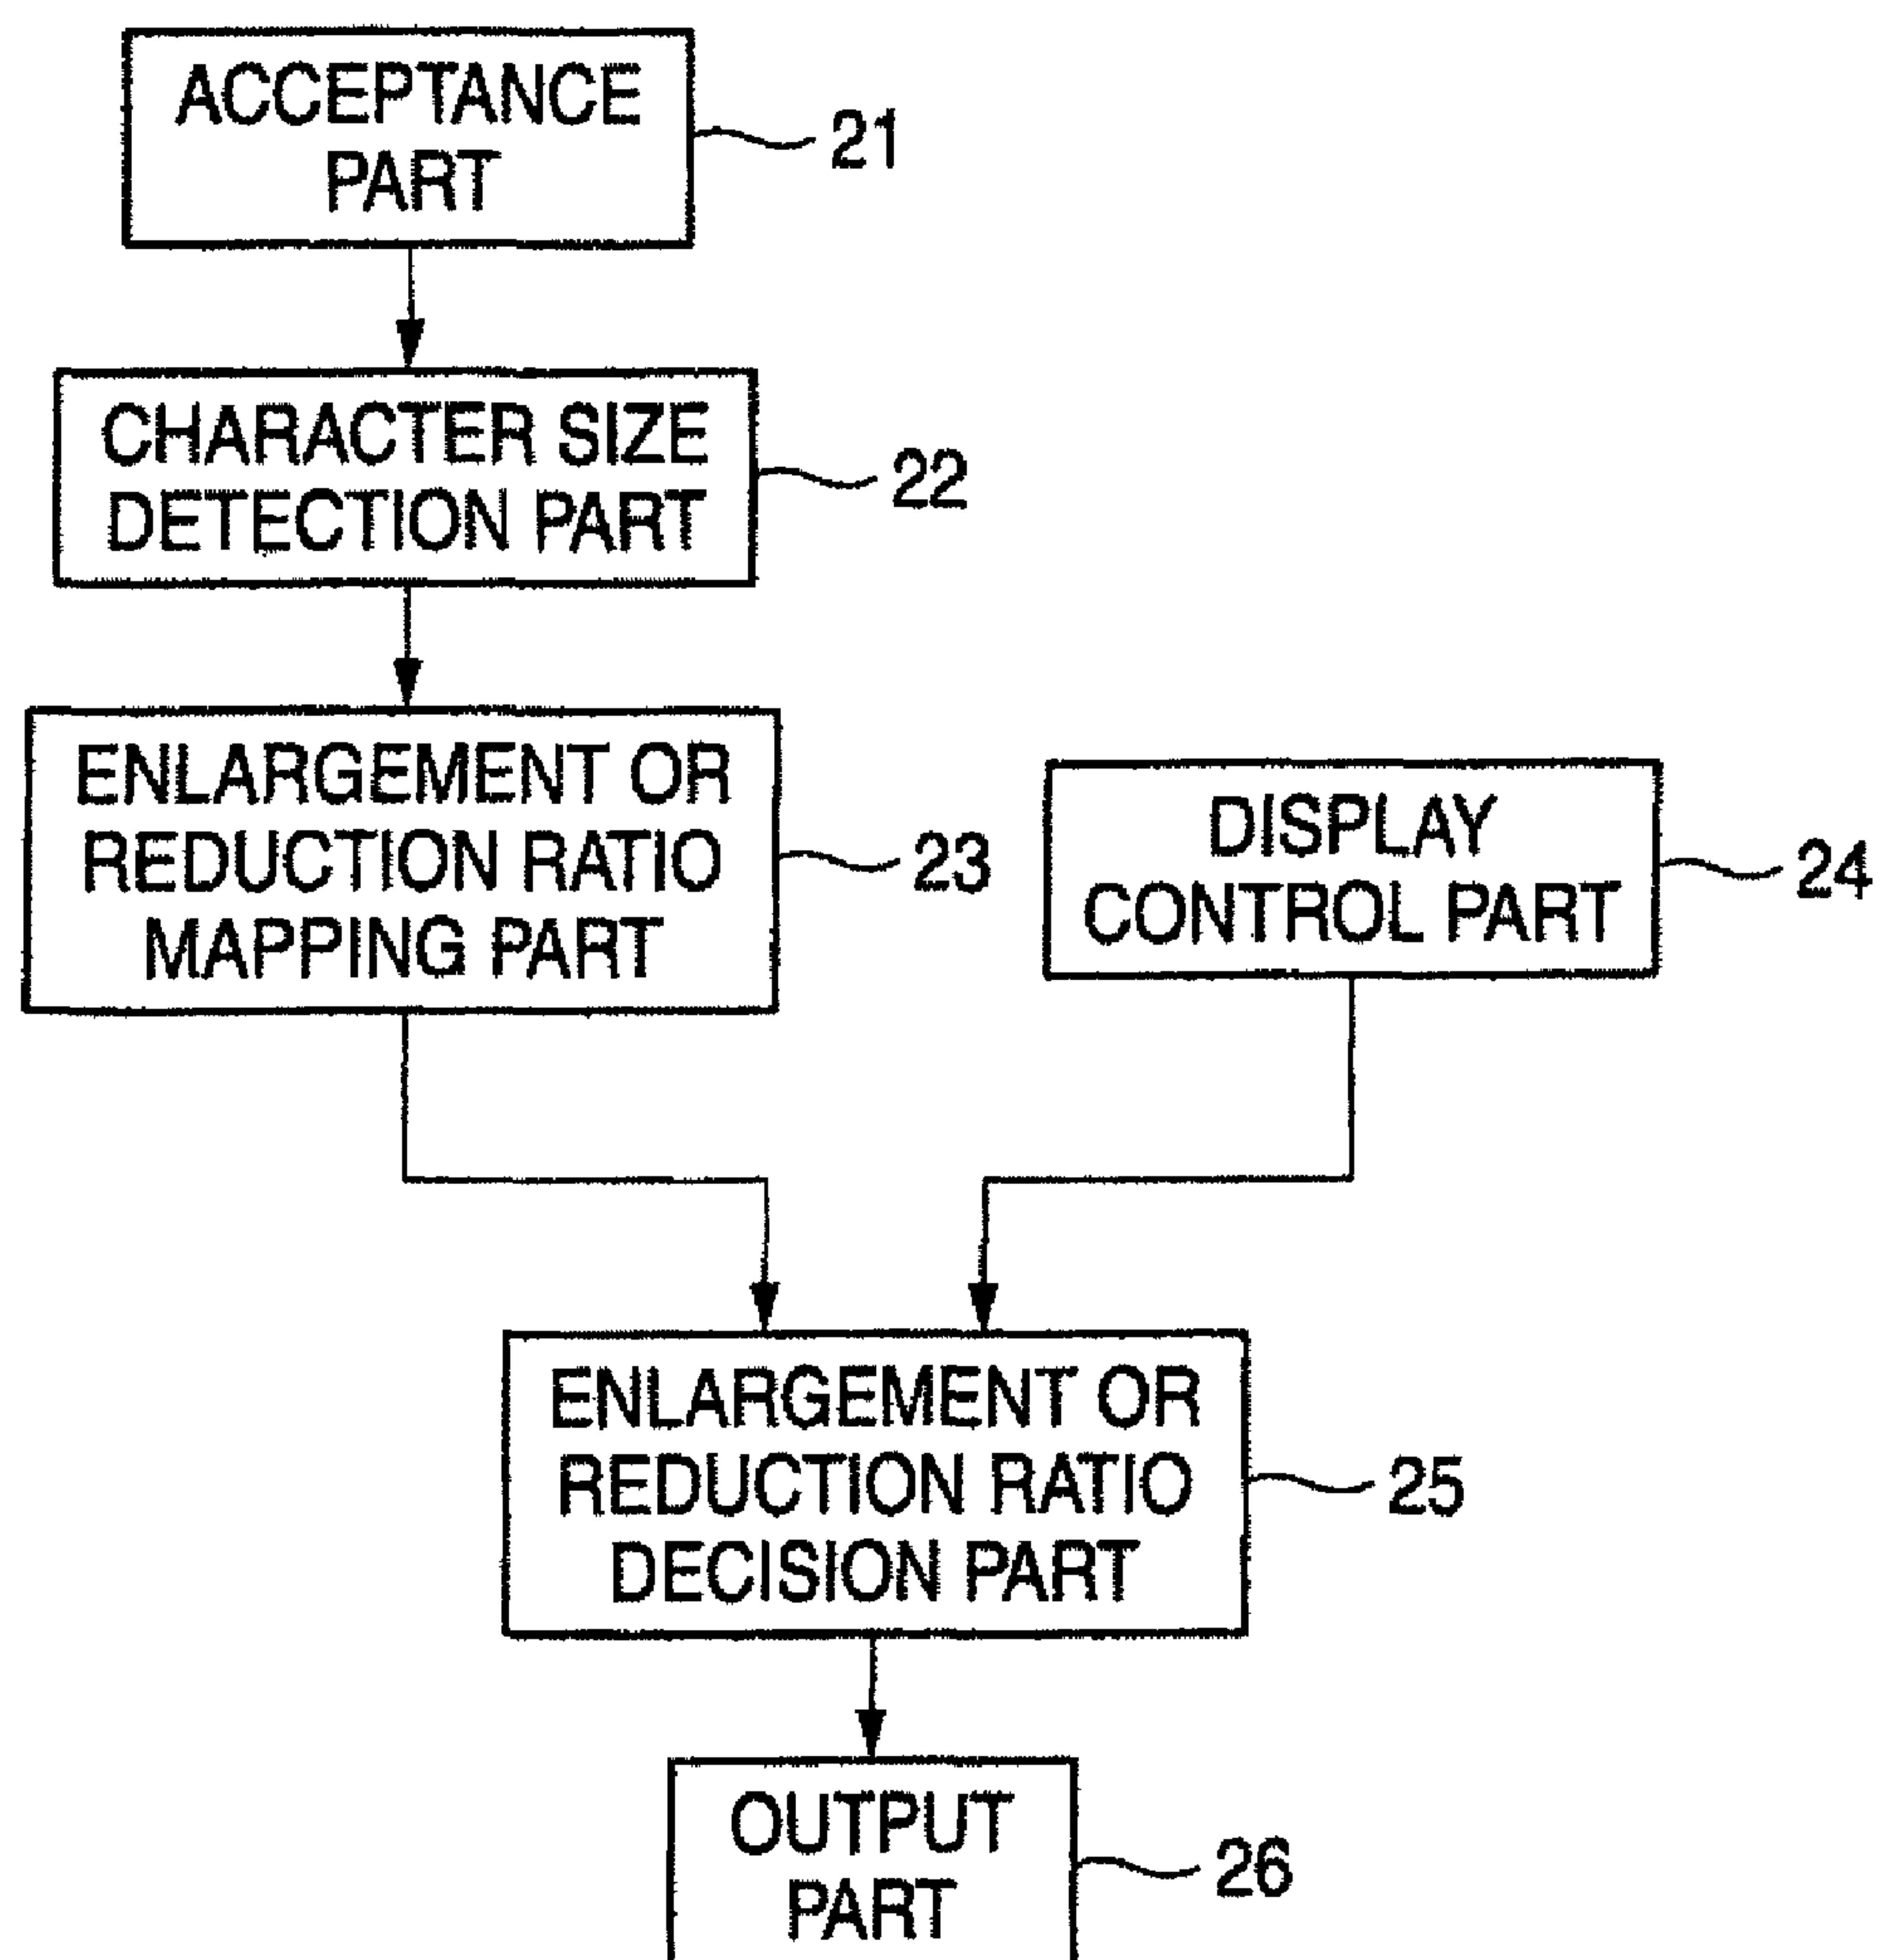 ACCEPTANCE
PART
21
CHARACTER SIZE
DETECTION PART
22
ENLARGEMENT OR
REDUCTION RATIO
MAPPING PART
23
DISPLAY
CONTROL PART
24
ENLARGEMENT OR
REDUCTION RATIO
DECISION PART
25
OUTPUT
PART
26